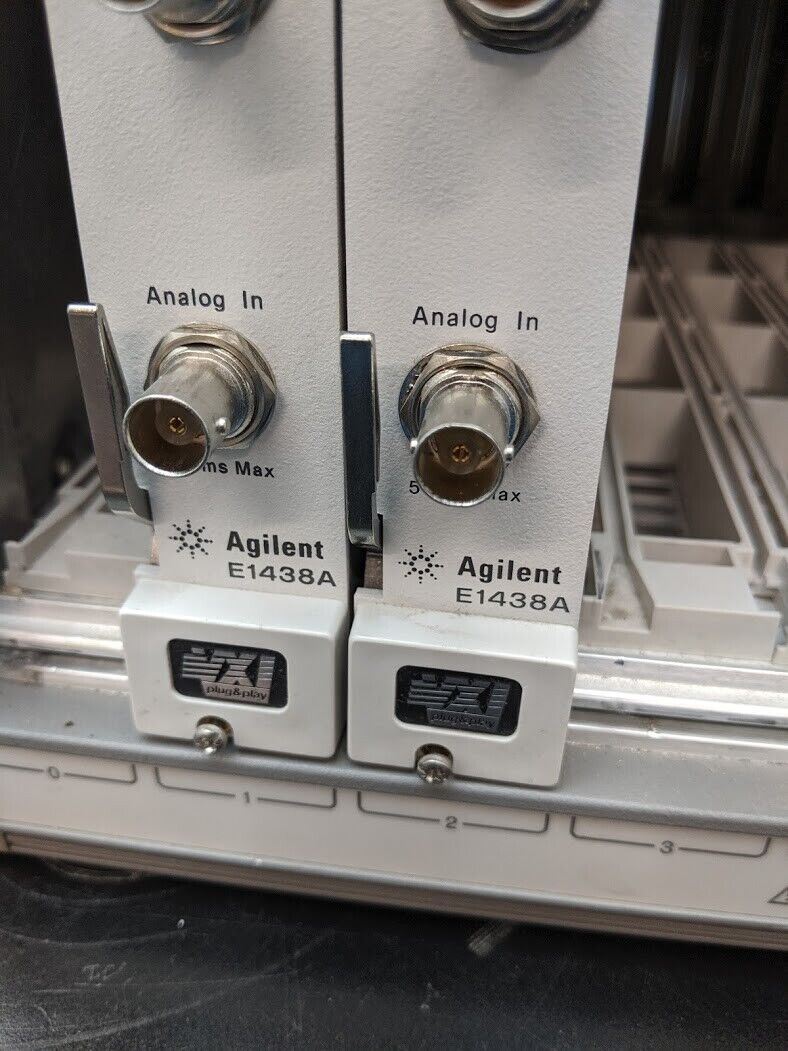 Analog In
ms Max
Agilent
E1438A
VXI
plug&play
Analog In
5
ax
Agilent
E1438A
VXI
plug&play
0
1
2
3